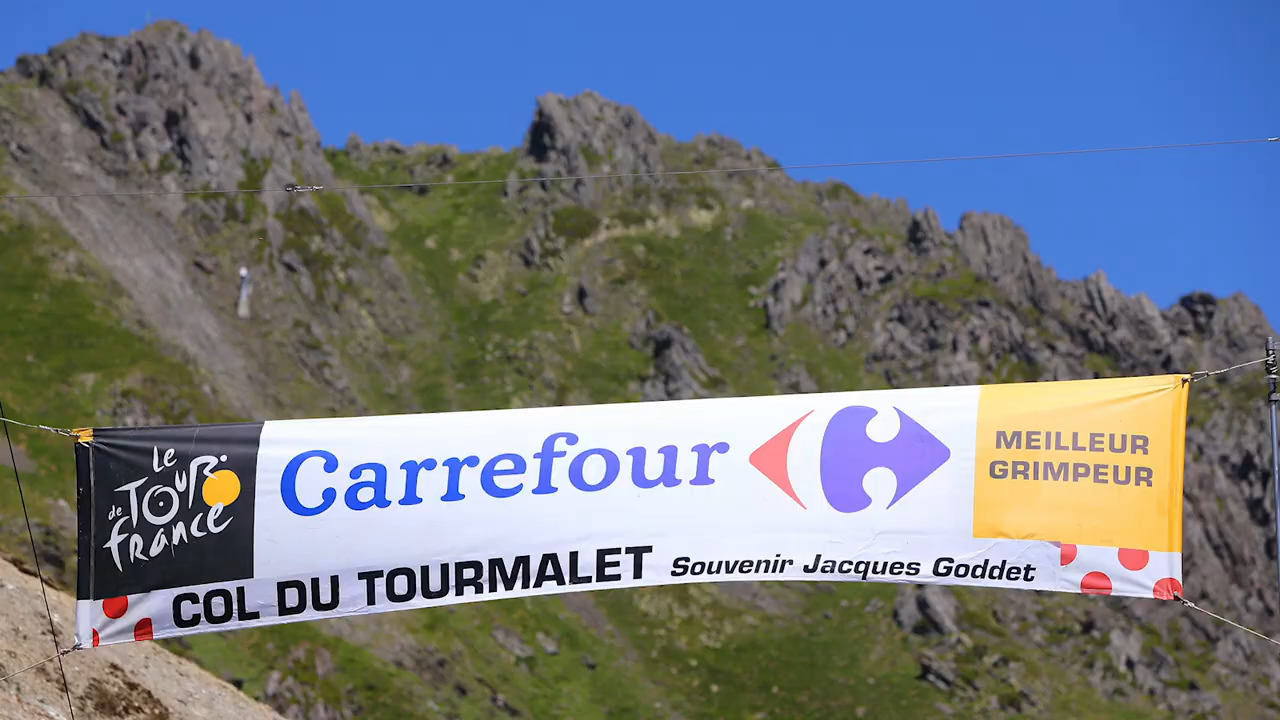 Le
TOUR
de
france
Carrefour
MEILLEUR
GRIMPEUR
COL DU TOURMALET Souvenir Jacques Goddet